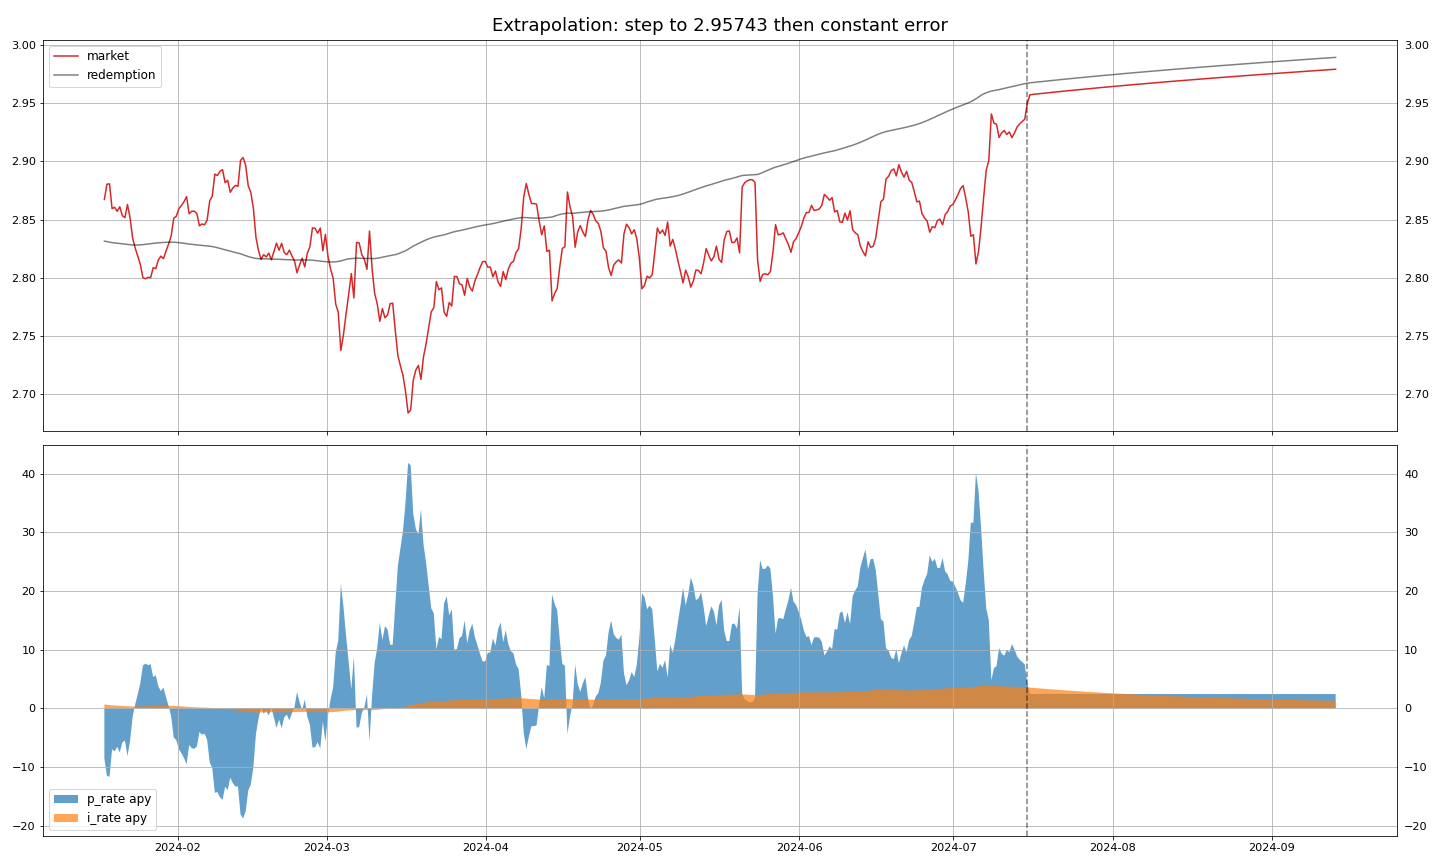 Extrapolation: step to 2.95743 then constant error
market
redemption
3.00 3.00
2.95 2.95
2.90 2.90
2.85 2.85
2.80 2.80
2.75 2.75
2.70 2.70
40 40
30 30
20 20
10 10
0 0
−10 −10
−20 −20
p_rate apy
i_rate apy
2024-02 2024-03 2024-04 2024-05 2024-06 2024-07 2024-08 2024-09